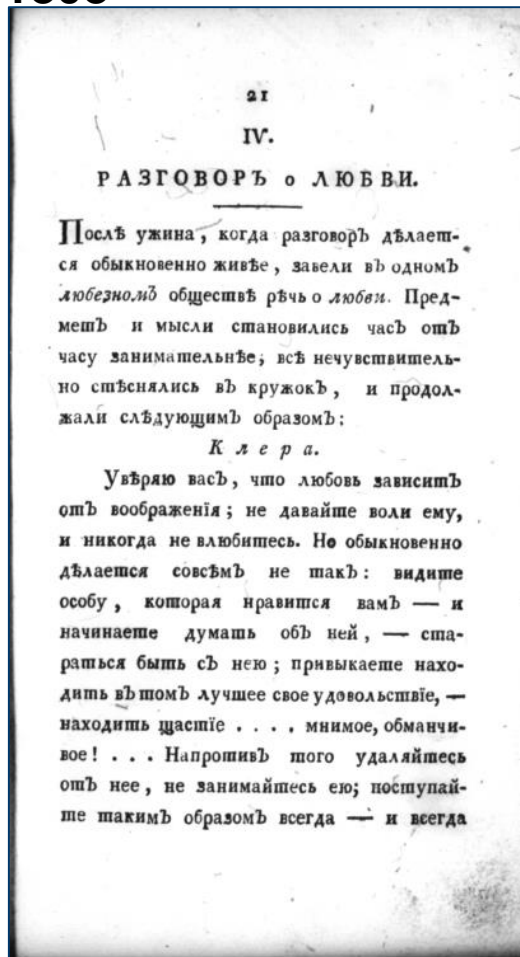 21
IV.
РАЗГОВОРЪ о ЛЮБВИ.
Послѣ ужина, когда разговоръ дѣлает-
ся обыкновенно живѣе, завели въ одномъ
любезномъ обществѣ рѣчь о любви. Пред-
метъ и мысли становились часъ отъ
часу занимательнѣе; всѣ нечувствитель-
но стѣснялись въ кружокъ, и продол-
жали слѣдующимъ образомъ:
Клера.
Увѣряю васъ, что любовь зависитъ
отъ воображенія; не давайте воли ему,
и никогда не влюбитесь. Но обыкновенно
дѣлается совсѣмъ не такъ: видите
особу, которая нравится вамъ — и
начинаете думать объ ней, — ста-
раться быть съ нею; привыкаете нахо-
дить въ томъ лучшее свое удовольствіе, —
находить щастіе . . . . мнимое, обманчи-
вое! . . . Напротивъ того удаляйтесь
отъ нее, не занимайтесь ею; поступай-
те такимъ образомъ всегда — и всегда